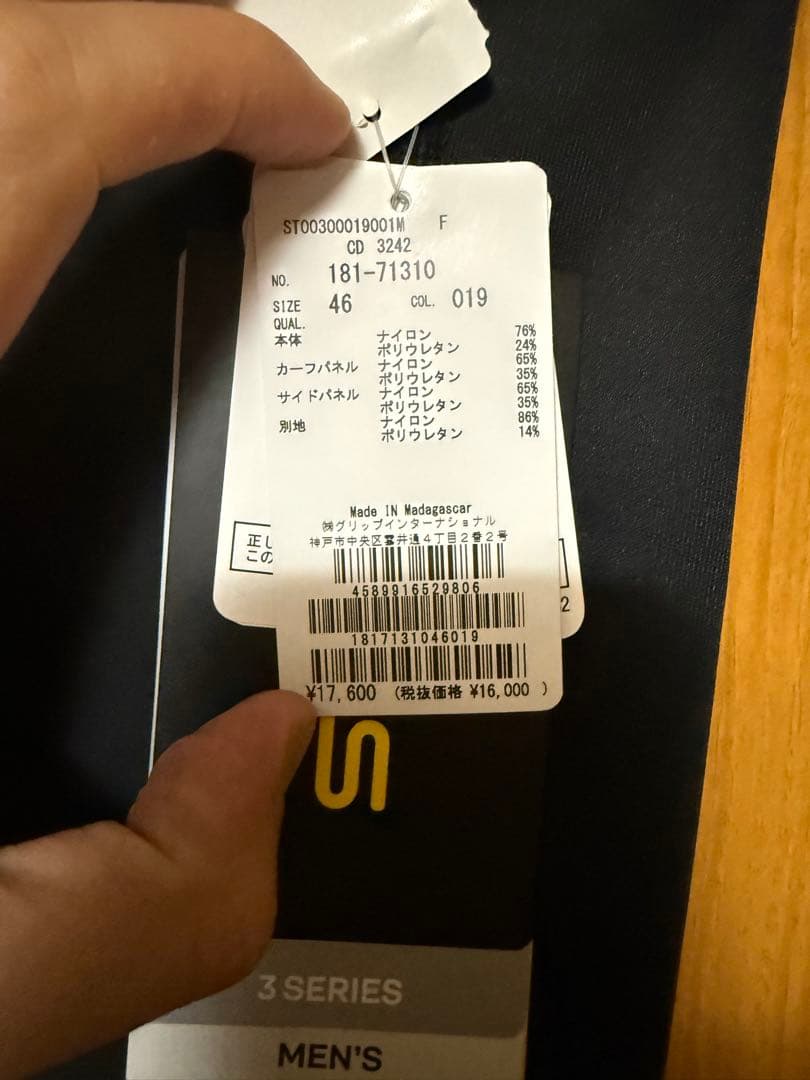 ST00300019001M F
CD 3242
NO. 181-71310
SIZE 46 COL. 019
QUAL.
本体 ナイロン 76%
ポリウレタン 24%
カーフパネル ナイロン 65%
ポリウレタン 35%
サイドパネル ナイロン 65%
ポリウレタン 35%
別地 ナイロン 86%
ポリウレタン 14%
Made IN Madagascar
㈱グリップインターナショナル
神戸市中央区雲井通4丁目2番2号
正し
この
4589916529806
2
1817131046019
¥17,600 (税抜価格 ¥16,000 )
S
3 SERIES
MEN'S